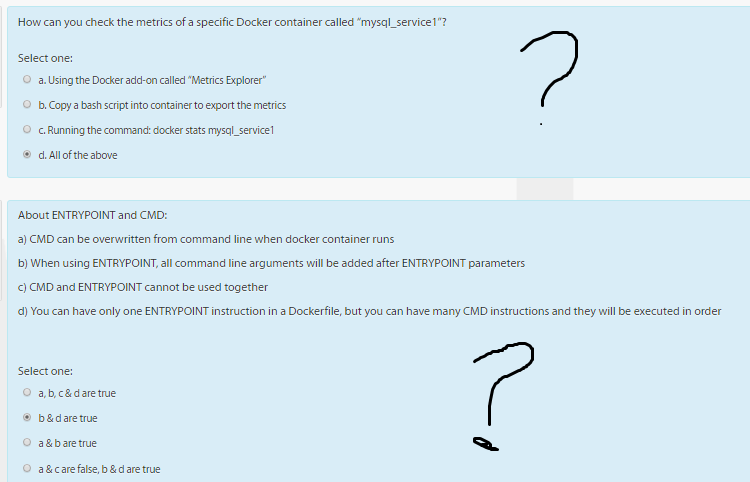 How can you check the metrics of a specific Docker container called "mysql_service1"?
Select one:
a. Using the Docker add-on called "Metrics Explorer"
b. Copy a bash script into container to export the metrics
c. Running the command: docker stats mysql_service1
d. All of the above
?
About ENTRYPOINT and CMD:
a) CMD can be overwritten from command line when docker container runs
b) When using ENTRYPOINT, all command line arguments will be added after ENTRYPOINT parameters
c) CMD and ENTRYPOINT cannot be used together
d) You can have only one ENTRYPOINT instruction in a Dockerfile, but you can have many CMD instructions and they will be executed in order
Select one:
a, b, c & d are true
b & d are true
a & b are true
a & c are false, b & d are true
?